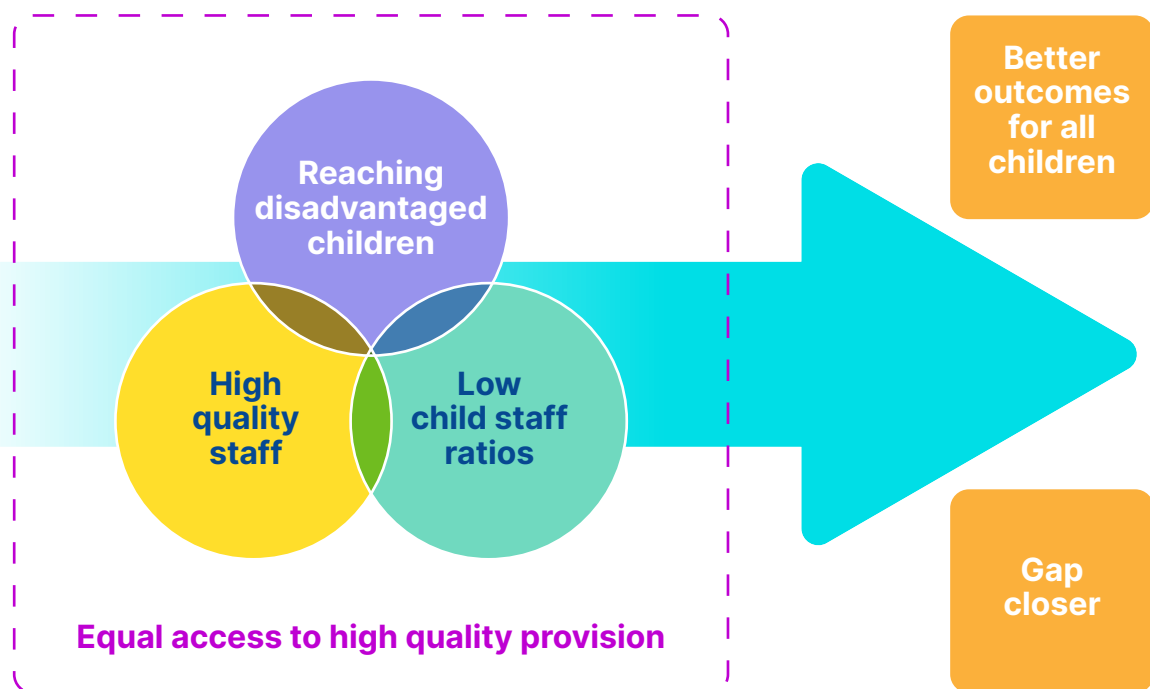 Better
outcomes
for all
children
Reaching
disadvantaged
children
High
quality
staff
Low
child staff
ratios
Gap
closer
Equal access to high quality provision